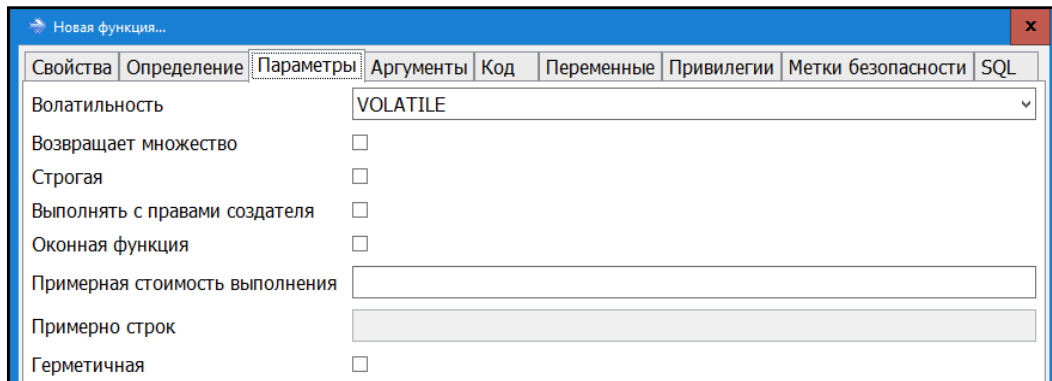 Новая функция... x
Свойства Определение Параметры Аргументы Код Переменные Привилегии Метки безопасности SQL
Волатильность VOLATILE
Возвращает множество
Строгая
Выполнять с правами создателя
Оконная функция
Примерная стоимость выполнения
Примерно строк
Герметичная